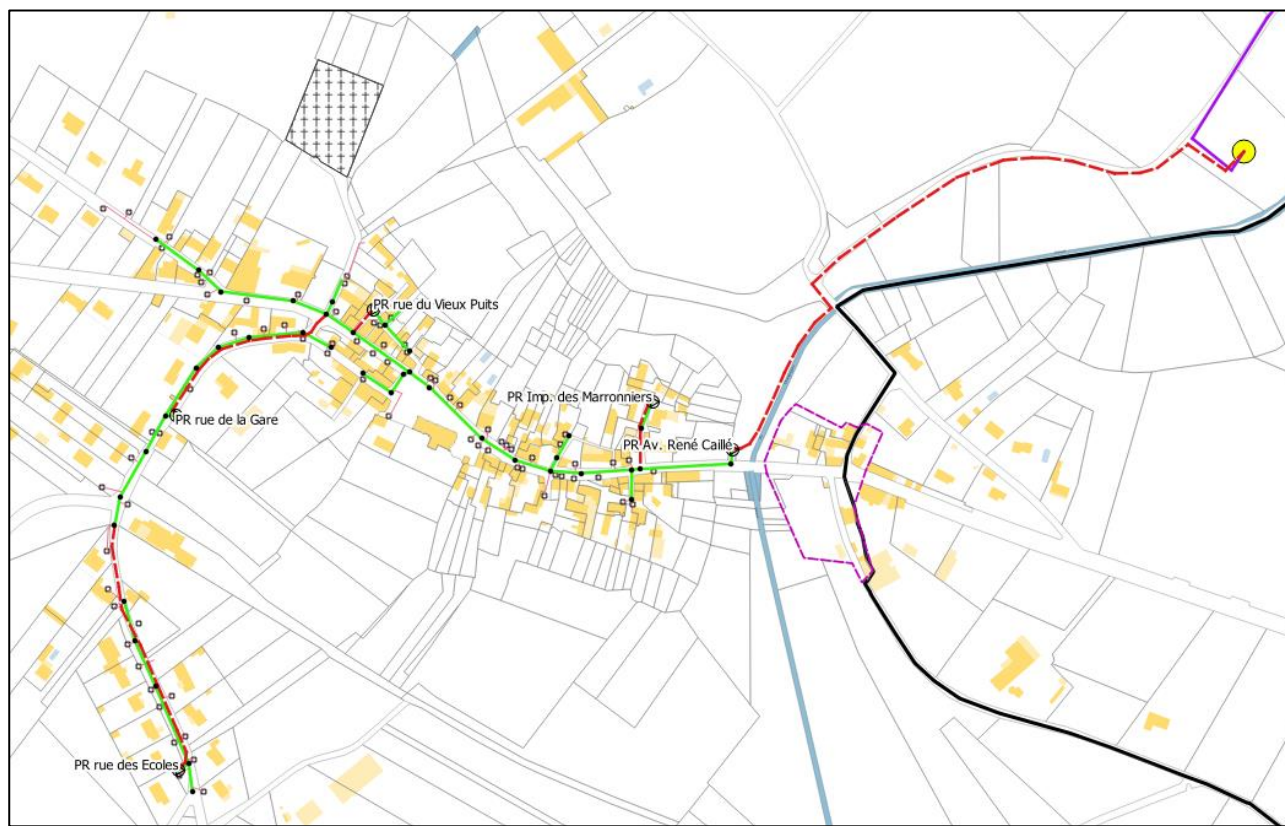 PR rue du Vieux Puits
PR Imp. des Marronniers
PR rue de la Gare
PR Av. René Caillé
PR rue des Ecoles